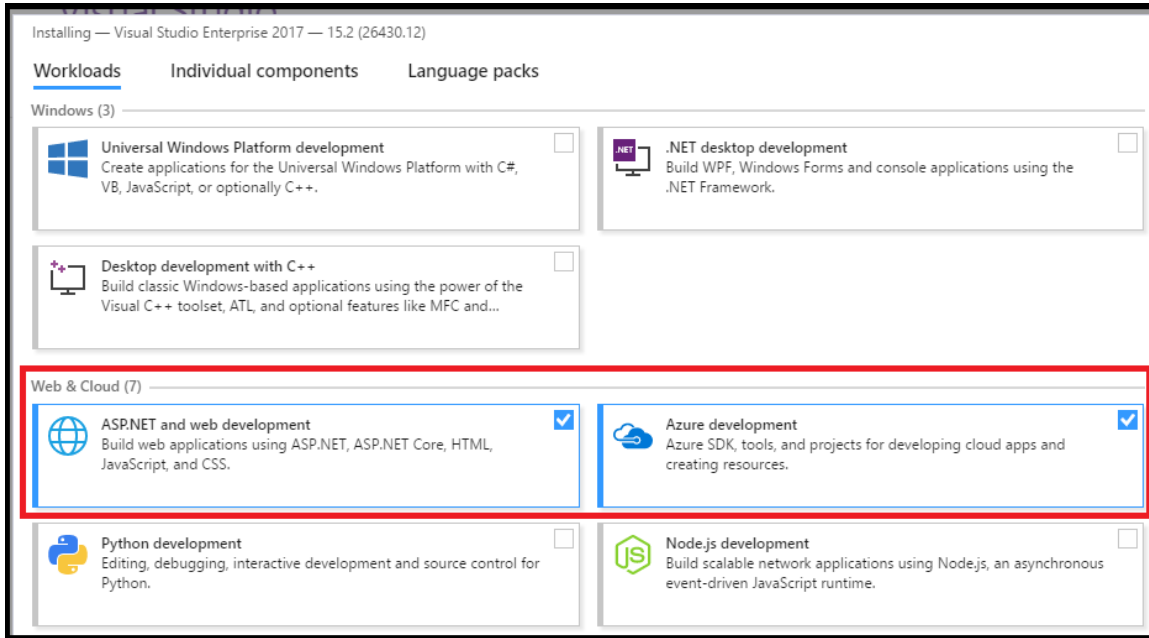 Visual Studio
Installing — Visual Studio Enterprise 2017 — 15.2 (26430.12)
Workloads Individual components Language packs
Windows (3)
Universal Windows Platform development
Create applications for the Universal Windows Platform with C#,
VB, JavaScript, or optionally C++.
.NET
.NET desktop development
Build WPF, Windows Forms and console applications using the
.NET Framework.
Desktop development with C++
Build classic Windows-based applications using the power of the
Visual C++ toolset, ATL, and optional features like MFC and...
Web & Cloud (7)
ASP.NET and web development
Build web applications using ASP.NET, ASP.NET Core, HTML,
JavaScript, and CSS.
Azure development
Azure SDK, tools, and projects for developing cloud apps and
creating resources.
Python development
Editing, debugging, interactive development and source control for
Python.
JS
Node.js development
Build scalable network applications using Node.js, an asynchronous
event-driven JavaScript runtime.